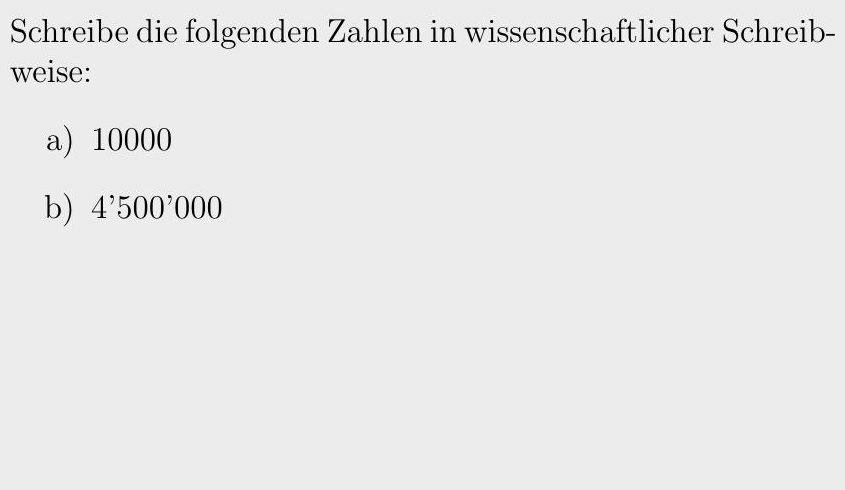 Schreibe die folgenden Zahlen in wissenschaftlicher Schreib-
weise:
a) 10000
b) 4’500’000